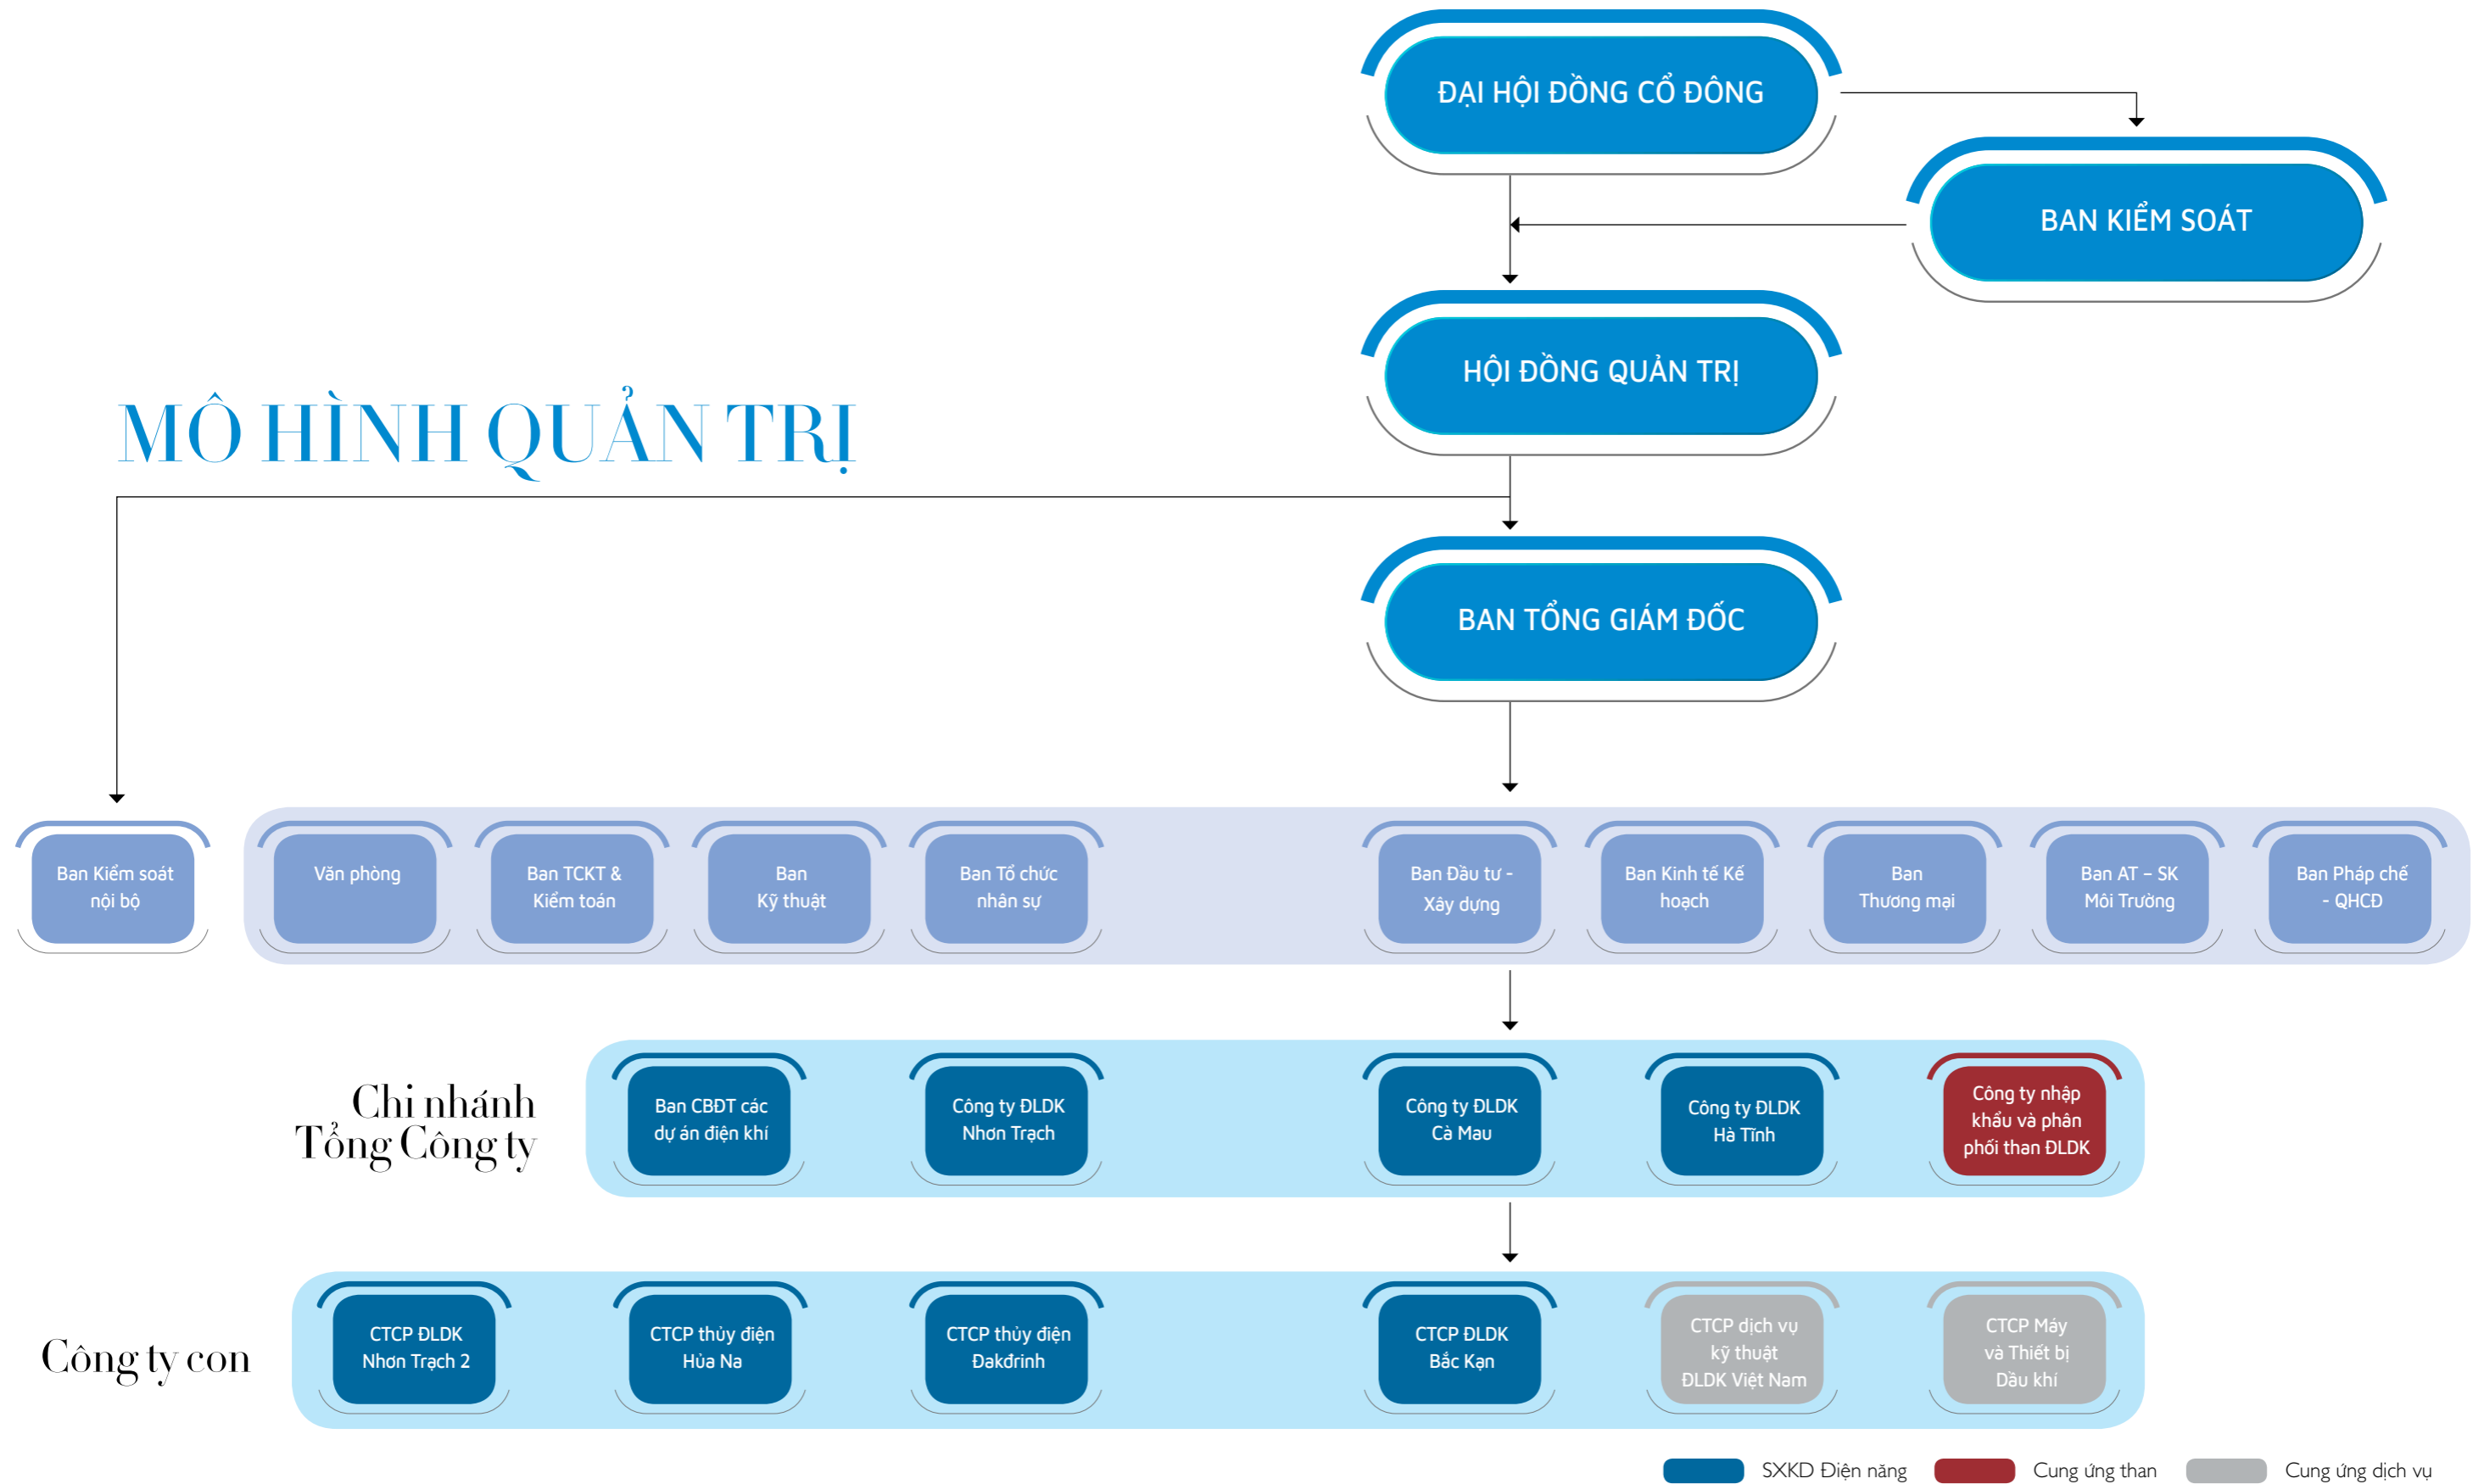 ĐẠI HỘI ĐỒNG CỔ ĐÔNG
BAN KIỂM SOÁT
HỘI ĐỒNG QUẢN TRỊ
MÔ HÌNH QUẢN TRỊ
BAN TỔNG GIÁM ĐỐC
Ban Kiểm soát
nội bộ
Văn phòng
Ban TCKT &
Kiểm toán
Ban
Kỹ thuật
Ban Tổ chức
nhân sự
Ban Đầu tư -
Xây dựng
Ban Kinh tế Kế
hoạch
Ban
Thương mại
Ban AT – SK
Môi Trường
Ban Pháp chế
- QHCĐ
Chi nhánh
Tổng Công ty
Ban CBĐT các
dự án điện khí
Công ty ĐLDK
Nhơn Trạch
Công ty ĐLDK
Cà Mau
Công ty ĐLDK
Hà Tĩnh
Công ty nhập
khẩu và phân
phối than ĐLDK
Công ty con
CTCP ĐLDK
Nhơn Trạch 2
CTCP thủy điện
Hủa Na
CTCP thủy điện
Đakđrinh
CTCP ĐLDK
Bắc Kạn
CTCP dịch vụ
kỹ thuật
ĐLDK Việt Nam
CTCP Máy
và Thiết bị
Dầu khí
SXKD Điện năng
Cung ứng than
Cung ứng dịch vụ